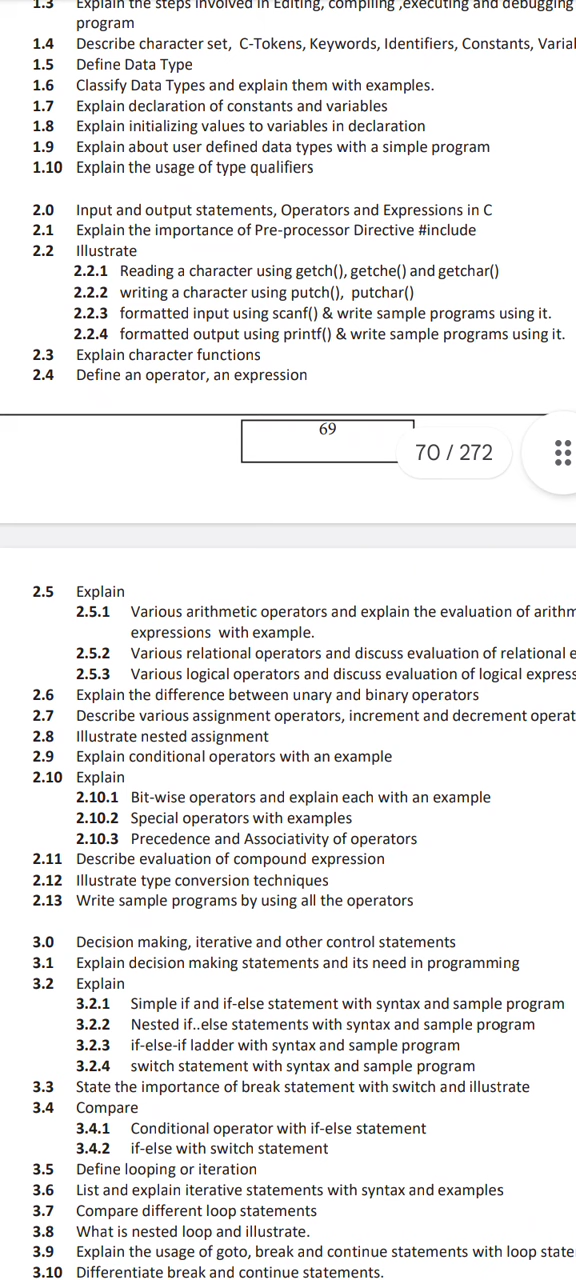 1.3 Explain the steps involved in Editing, compiling ,executing and debugging
program
1.4 Describe character set, C-Tokens, Keywords, Identifiers, Constants,
1.5 Define Data Type
1.6 Classify Data Types and explain them with examples.
1.7 Explain declaration of constants and variables
1.8 Explain initializing values to variables in declaration
1.9 Explain about user defined data types with a simple program
1.10 Explain the usage of type qualifiers
2.0 Input and output statements, Operators and Expressions in C
2.1 Explain the importance of Pre-processor Directive #include
2.2 Illustrate
2.2.1 Reading a character using getch(), getche() and getchar()
2.2.2 writing a character using putch(), putchar()
2.2.3 formatted input using scanf() & write sample programs using it.
2.2.4 formatted output using printf() & write sample programs using it.
2.3 Explain character functions
2.4 Define an operator, an expression
69
70 / 272
2.5 Explain
2.5.1 Various arithmetic operators and explain the evaluation of
expressions with example.
2.5.2 Various relational operators and discuss evaluation of relational
2.5.3 Various logical operators and discuss evaluation of logical
2.6 Explain the difference between unary and binary operators
2.7 Describe various assignment operators, increment and decrement
2.8 Illustrate nested assignment
2.9 Explain conditional operators with an example
2.10 Explain
2.10.1 Bit-wise operators and explain each with an example
2.10.2 Special operators with examples
2.10.3 Precedence and Associativity of operators
2.11 Describe evaluation of compound expression
2.12 Illustrate type conversion techniques
2.13 Write sample programs by using all the operators
3.0 Decision making, iterative and other control statements
3.1 Explain decision making statements and its need in programming
3.2 Explain
3.2.1 Simple if and if-else statement with syntax and sample program
3.2.2 Nested if..else statements with syntax and sample program
3.2.3 if-else-if ladder with syntax and sample program
3.2.4 switch statement with syntax and sample program
3.3 State the importance of break statement with switch and illustrate
3.4 Compare
3.4.1 Conditional operator with if-else statement
3.4.2 if-else with switch statement
3.5 Define looping or iteration
3.6 List and explain iterative statements with syntax and examples
3.7 Compare different loop statements
3.8 What is nested loop and illustrate.
3.9 Explain the usage of goto, break and continue statements with loop
3.10 Differentiate break and continue statements.